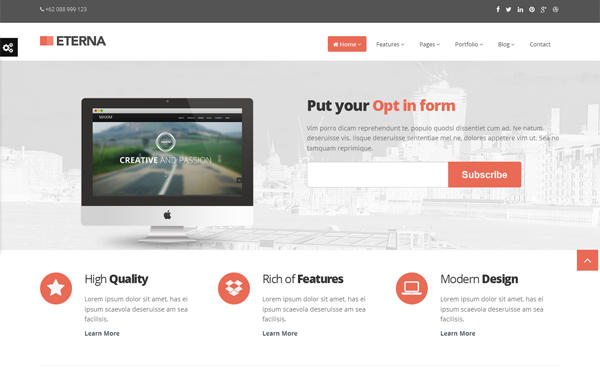 +62 088 999 123
ETERNA
Home Features Pages Portfolio Blog Contact
MAXIM
CREATIVE AND PASSION
Put your Opt in form
Vim porro dicam reprehendunt te, populo quodsi dissentiet cum ad. Ne natum
deseruisse vis. Iisque deseruisse sententiae mel ne, dolores appetere vim ut. Sea no
tamquam reprimique.
Subscribe
High Quality
Lorem ipsum dolor sit amet, has ei
ipsum scaevola deseruisse am sea
facilisis.
Learn More
Rich of Features
Lorem ipsum dolor sit amet, has ei
ipsum scaevola deseruisse am sea
facilisis.
Learn More
Modern Design
Lorem ipsum dolor sit amet, has ei
ipsum scaevola deseruisse am sea
facilisis.
Learn More